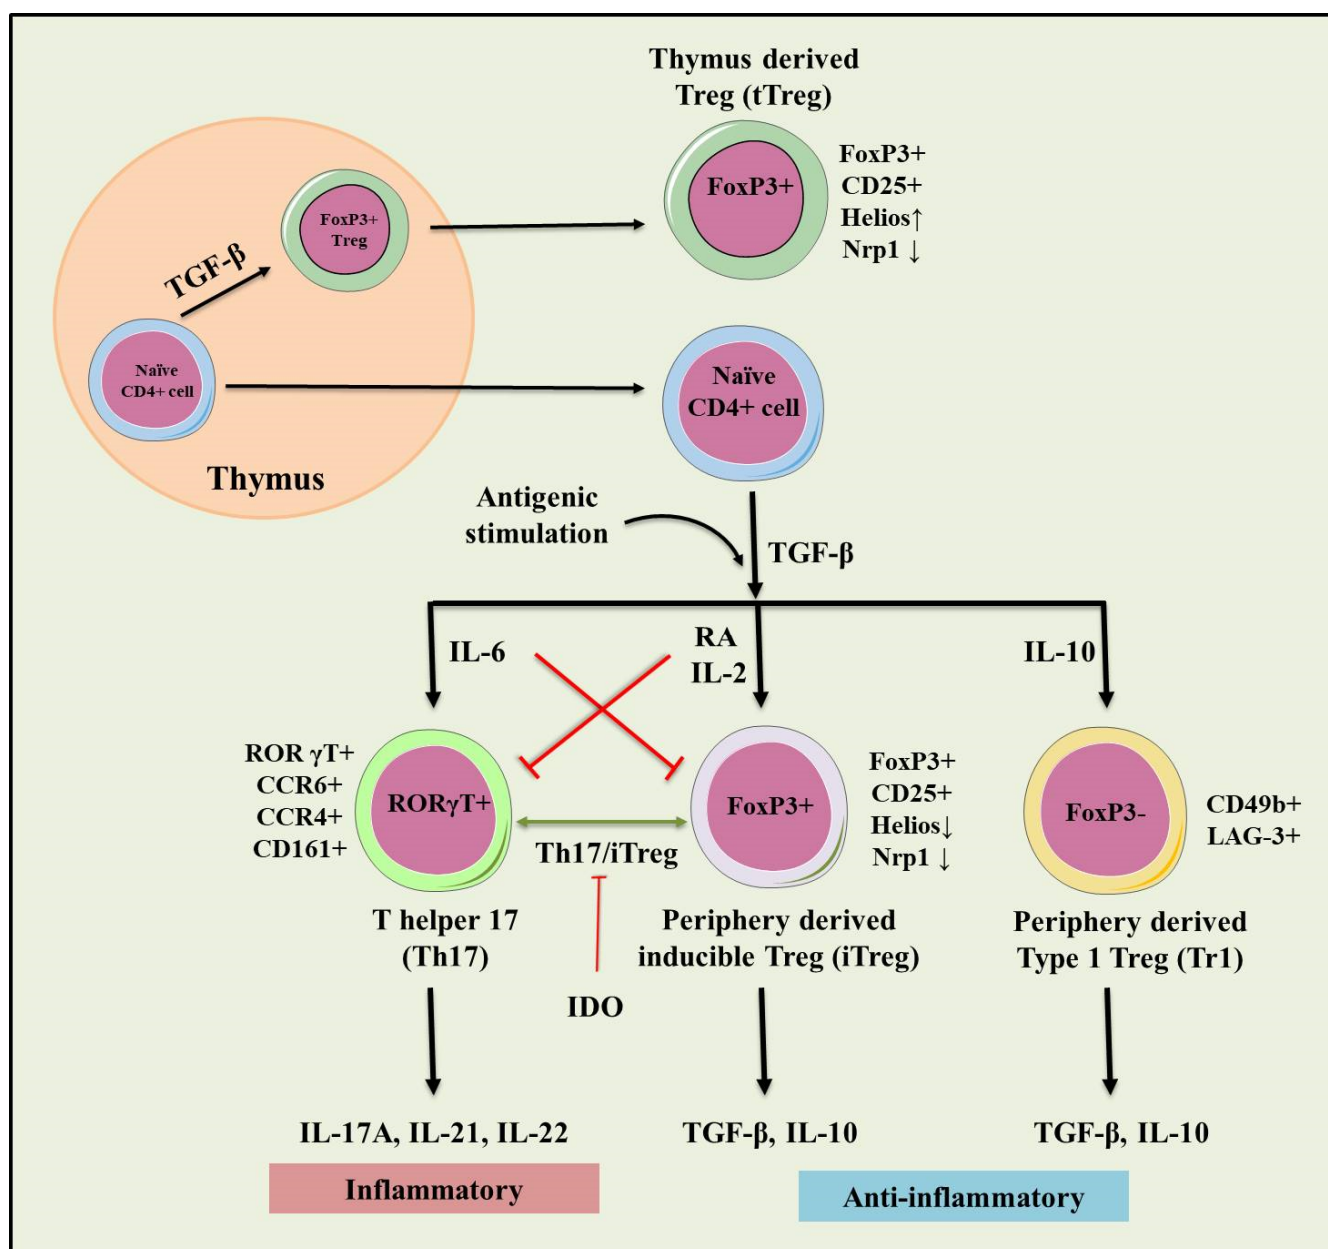 Thymus derived
Treg (tTreg)
FoxP3+
FoxP3+
CD25+
Helios↑
Nrp1 ↓
FoxP3+
Treg
TGF-β
Naïve
CD4+ cell
Thymus
Naïve
CD4+ cell
Antigenic
stimulation
TGF-β
IL-6
RA
IL-2
IL-10
ROR γT+
CCR6+
CCR4+
CD161+
RORγT+
Th17/iTreg
FoxP3+
FoxP3+
CD25+
Helios↓
Nrp1 ↓
FoxP3-
CD49b+
LAG-3+
T helper 17
(Th17)
IDO
Periphery derived
inducible Treg (iTreg)
Periphery derived
Type 1 Treg (Tr1)
IL-17A, IL-21, IL-22
TGF-β, IL-10
TGF-β, IL-10
Inflammatory
Anti-inflammatory